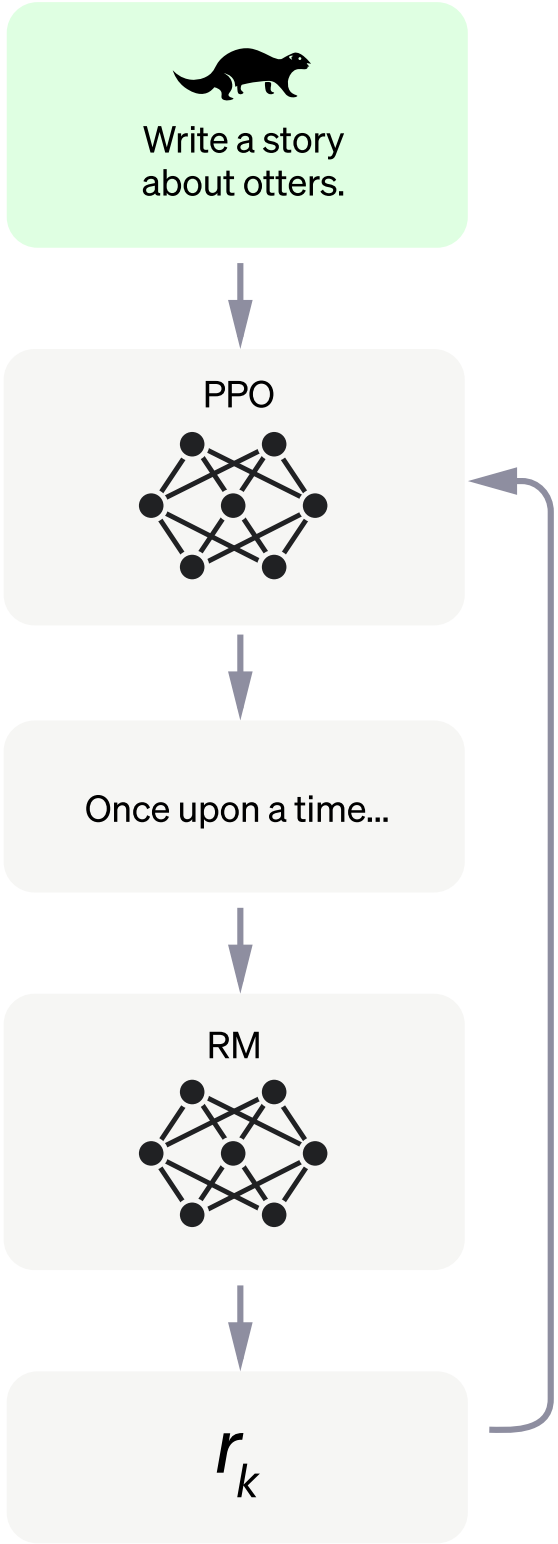 Write a story
about otters.
PPO
Once upon a time...
RM
r_k